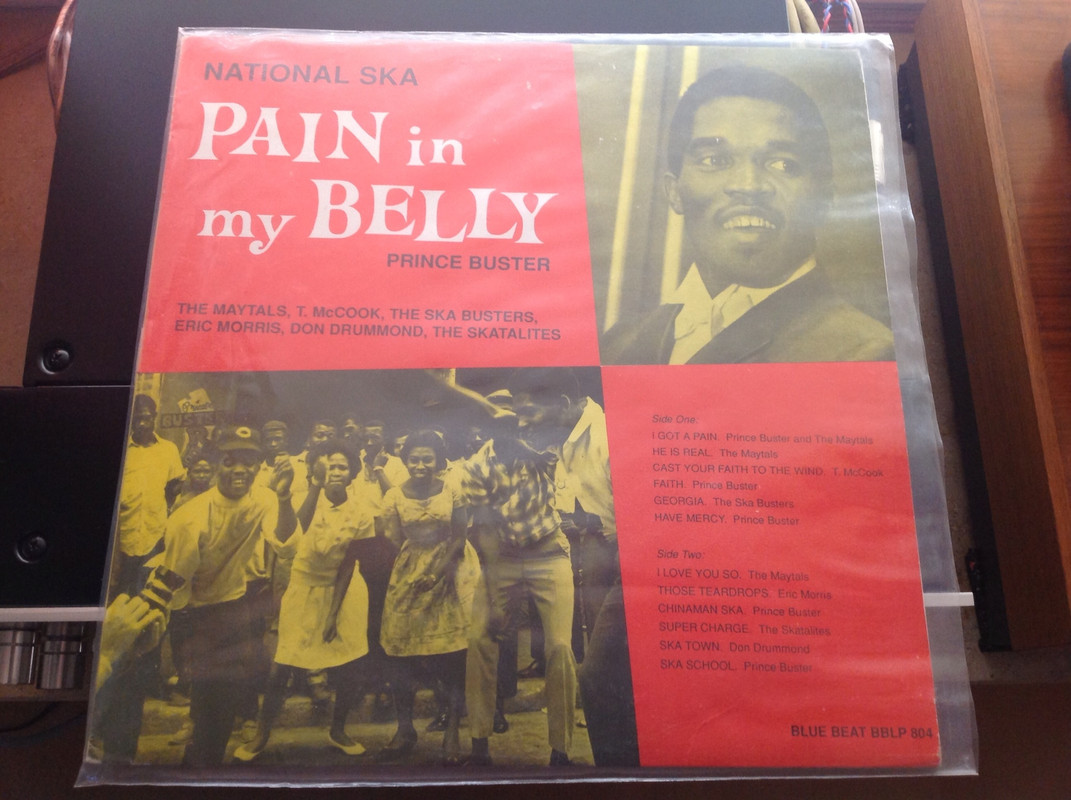 NATIONAL SKA
PAIN in
my BELLY
PRINCE BUSTER
THE MAYTALS, T. McCOOK, THE SKA BUSTERS,
ERIC MORRIS, DON DRUMMOND, THE SKATALITES
Side One:
I GOT A PAIN. Prince Buster and The Maytals
HE IS REAL. The Maytals
CAST YOUR FAITH TO THE WIND. T. McCook
FAITH. Prince Buster
GEORGIA. The Ska Busters
HAVE MERCY. Prince Buster
Side Two:
I LOVE YOU SO. The Maytals
THOSE TEARDROPS. Eric Morris
CHINAMAN SKA. Prince Buster
SUPER CHARGE. The Skatalites
SKA TOWN. Don Drummond
SKA SCHOOL. Prince Buster
BLUE BEAT BBLP 804